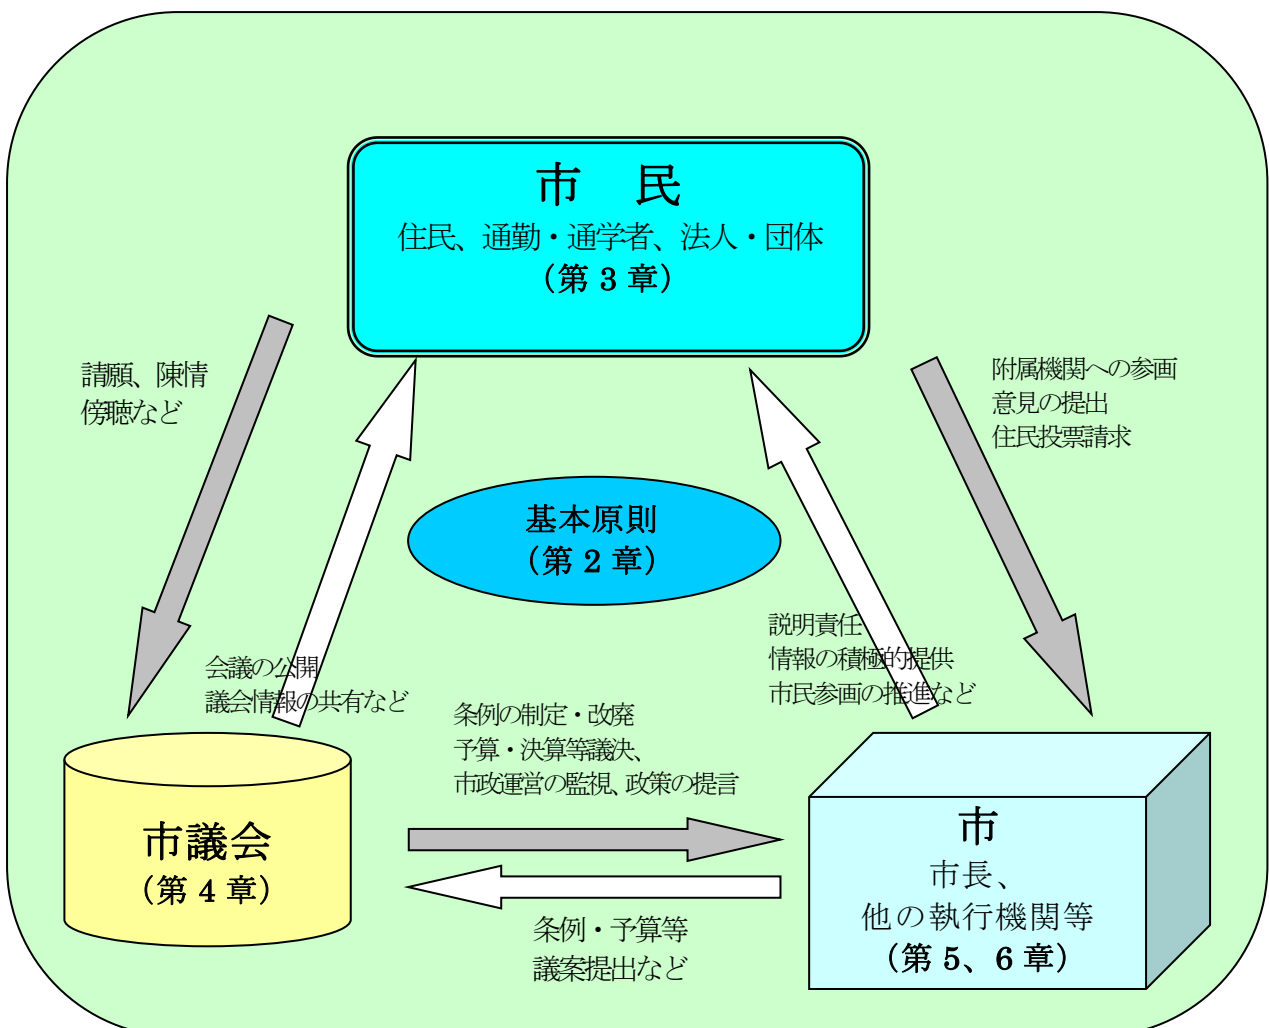 市　民
住民、通勤・通学者、法人・団体
（第 3 章）
請願、陳情
傍聴など
附属機関への参画
意見の提出
住民投票請求
基本原則
（第 2 章）
会議の公開
議会情報の共有など
説明責任
情報の積極的提供
市民参画の推進など
条例の制定・改廃
予算・決算等議決、
市政運営の監視、政策の提言
市議会
（第 4 章）
市
市長、
他の執行機関等
（第 5、6 章）
条例・予算等
議案提出など